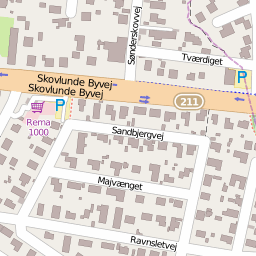 Sønderskovvej
Tværdiget
Skovlunde Byvej
Skovlunde Byvej
P
P
211
Rema
1000
Sandbjergvej
Majvænget
Ravnsletvej